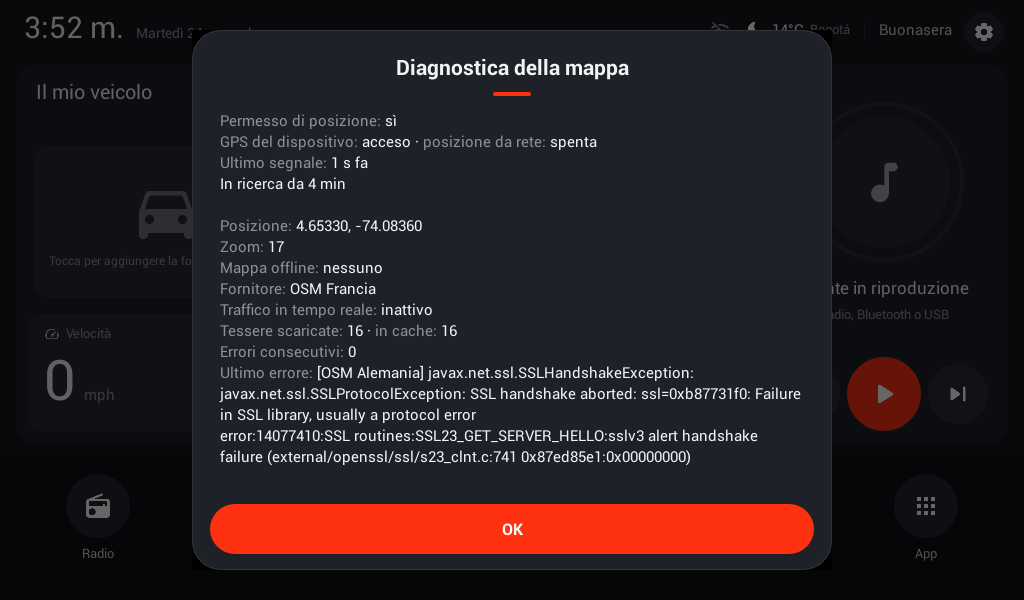 3:52 m.
Martedì 2
14°C Bogotá
Buonasera
Diagnostica della mappa
Il mio veicolo
Permesso di posizione: sì
GPS del dispositivo: acceso · posizione da rete: spenta
Ultimo segnale: 1 s fa
In ricerca da 4 min
Posizione: 4.65330, -74.08360
Zoom: 17
Mappa offline: nessuno
Fornitore: OSM Francia
Traffico in tempo reale: inattivo
Tessere scaricate: 16 · in cache: 16
Errori consecutivi: 0
Ultimo errore: [OSM Alemania] javax.net.ssl.SSLHandshakeException:
javax.net.ssl.SSLProtocolException: SSL handshake aborted: ssl=0xb87731f0: Failure
in SSL library, usually a protocol error
error:14077410:SSL routines:SSL23_GET_SERVER_HELLO:sslv3 alert handshake
failure (external/openssl/ssl/s23_clnt.c:741 0x87ed85e1:0x00000000)
OK
Tocca per aggiungere la fo
Velocità
0 mph
in riproduzione
Bluetooth o USB
Radio
App